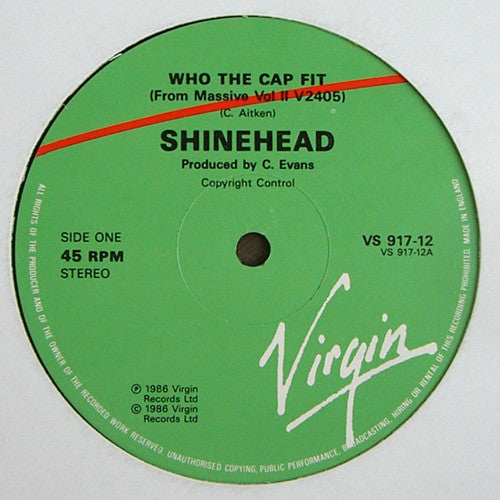 WHO THE CAP FIT
(From Massive Vol II V2405)
(C. Aitken)
SHINEHEAD
Produced by C. Evans
Copyright Control
SIDE ONE
45 RPM
STEREO
VS 917-12
VS 917-12A
Virgin
℗ 1986 Virgin
Records Ltd
© 1986 Virgin
Records Ltd
ALL RIGHTS OF THE PRODUCER AND OF THE OWNER OF THE RECORDED WORK RESERVED. UNAUTHORISED COPYING, PUBLIC PERFORMANCE, BROADCASTING, HIRING OR RENTAL OF THIS RECORDING PROHIBITED. MADE IN ENGLAND